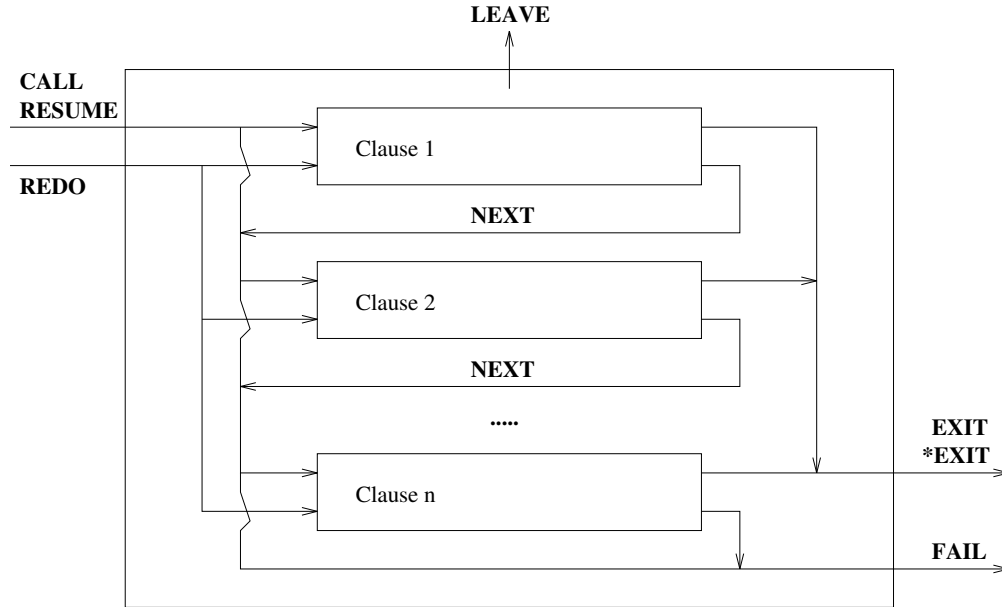 LEAVE
CALL
RESUME
REDO
Clause 1
NEXT
Clause 2
NEXT
.....
Clause n
EXIT
*EXIT
FAIL